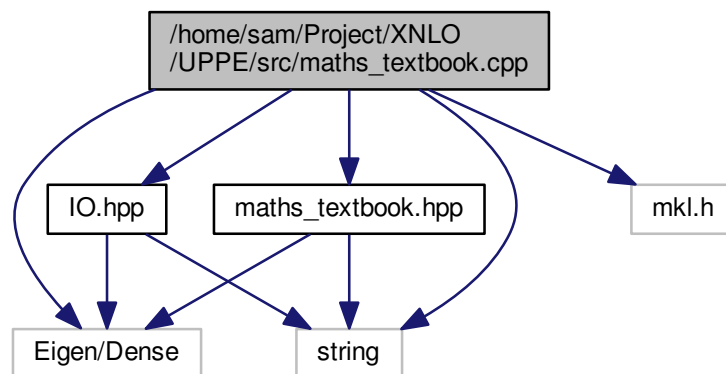 /home/sam/Project/XNLO
/UPPE/src/maths_textbook.cpp
IO.hpp
maths_textbook.hpp
mkl.h
Eigen/Dense
string